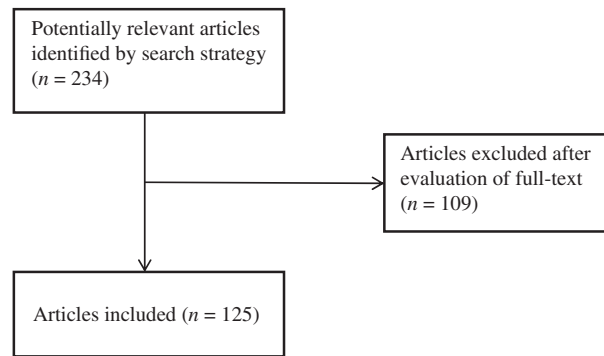 Potentially relevant articles
identified by search strategy
(n = 234)
Articles excluded after
evaluation of full-text
(n = 109)
Articles included (n = 125)